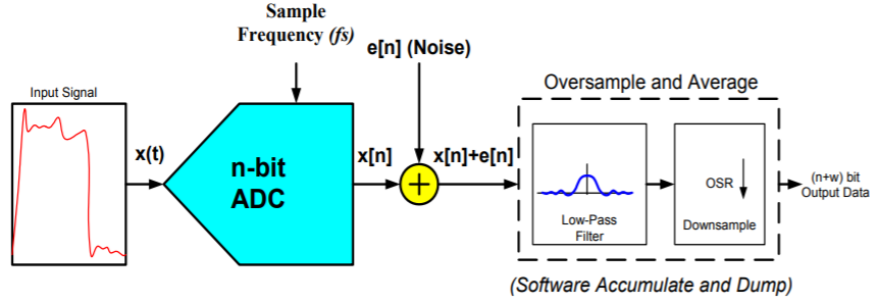 Sample
Frequency (fs)
e[n] (Noise)
Oversample and Average
Input Signal
x(t)
n-bit
ADC
x[n]
+
x[n]+e[n]
Low-Pass
Filter
OSR
Downsample
(n+w) bit
Output Data
(Software Accumulate and Dump)